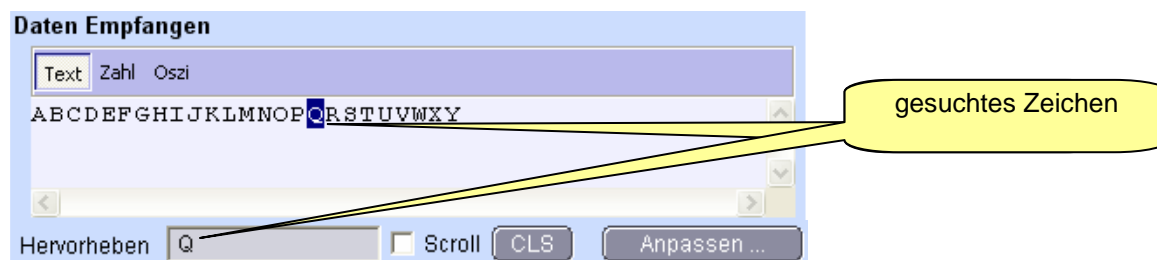 Daten Empfangen
Text Zahl Oszi
gesuchtes Zeichen
ABCDEFGHIJKLMNOPQRSTUVWXY
Hervorheben Q Scroll CLS Anpassen ...